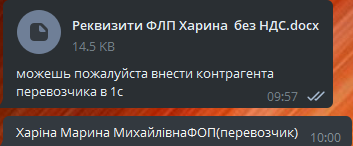 Реквизити ФЛП Харина без НДС.docx
14.5 KB
можешь пожалуйста внести контрагента
перевозчика в 1с
09:57
Харіна Марина МихайлівнаФОП(перевозчик)
10:00